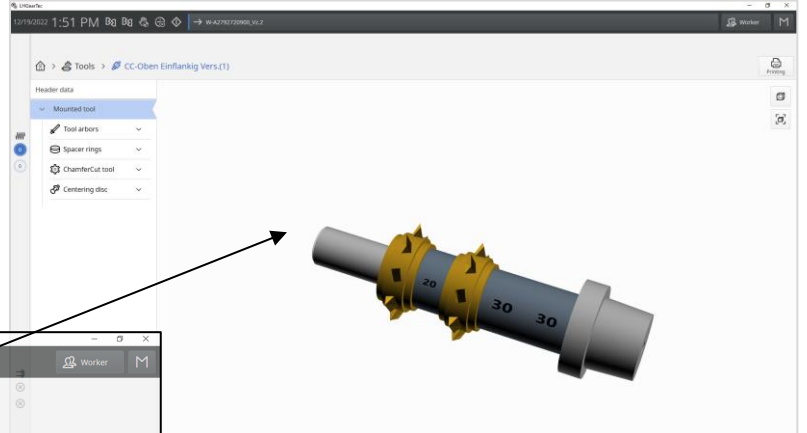 LHGearTec
12/19/2022 1:51 PM → W-A2792720900_Vr.2 Worker M
> Tools > CC-Oben Einflankig Vers.(1)
Printing
Header data
Mounted tool
Tool arbors
Spacer rings
ChamferCut tool
Centering disc
20
30 30
Worker M